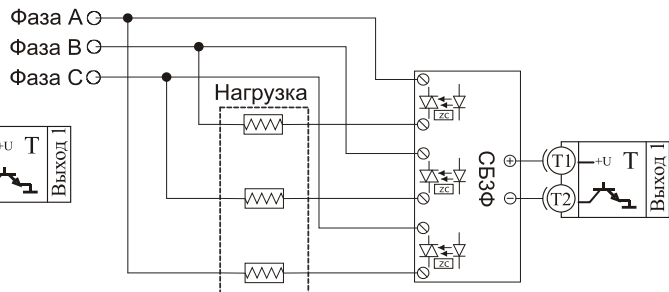 Фаза A
Фаза B
Фаза C
Нагрузка
ZC
ZC
ZC
СБ3Ф
+U T
Выход 1
T1
T2
+U T
Выход 1